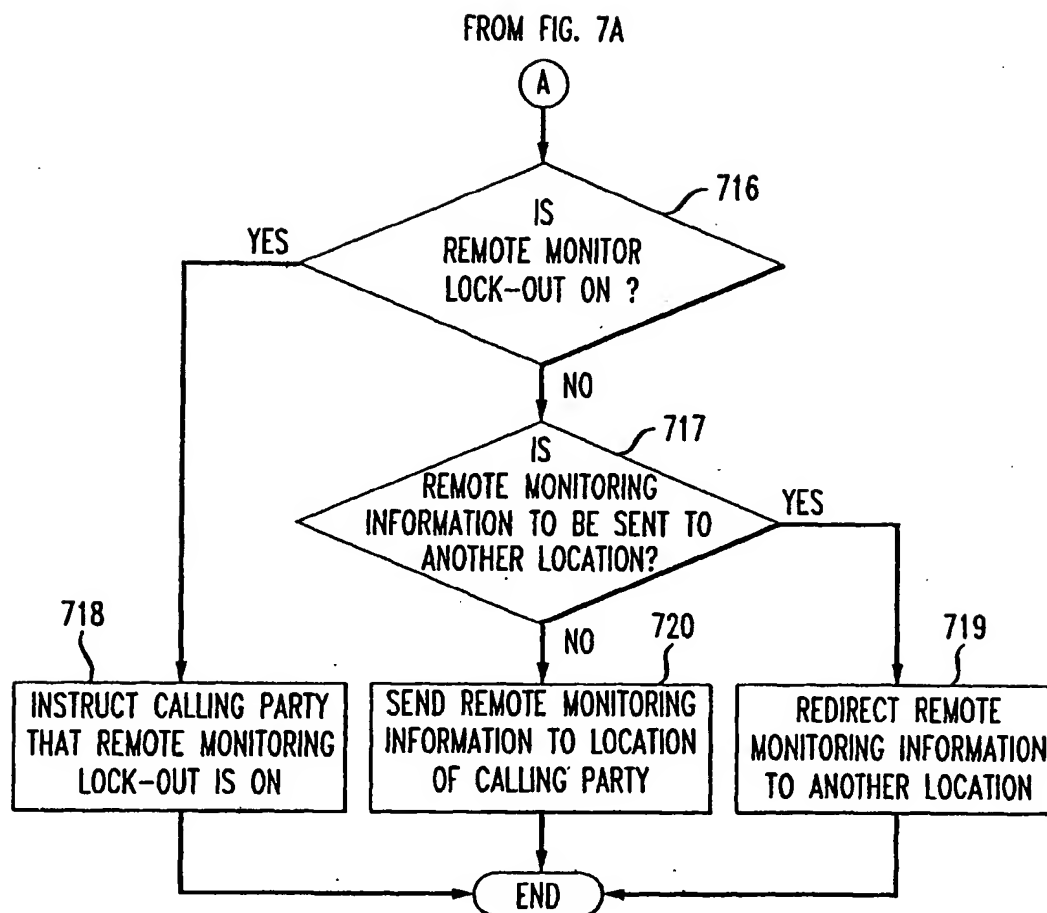 FROM FIG. 7A
A
716
IS
REMOTE MONITOR
LOCK-OUT ON ?
YES
NO
717
IS
REMOTE MONITORING
INFORMATION TO BE SENT TO
ANOTHER LOCATION?
YES
NO
718
INSTRUCT CALLING PARTY
THAT REMOTE MONITORING
LOCK-OUT IS ON
720
SEND REMOTE MONITORING
INFORMATION TO LOCATION
OF CALLING PARTY
719
REDIRECT REMOTE
MONITORING INFORMATION
TO ANOTHER LOCATION
END